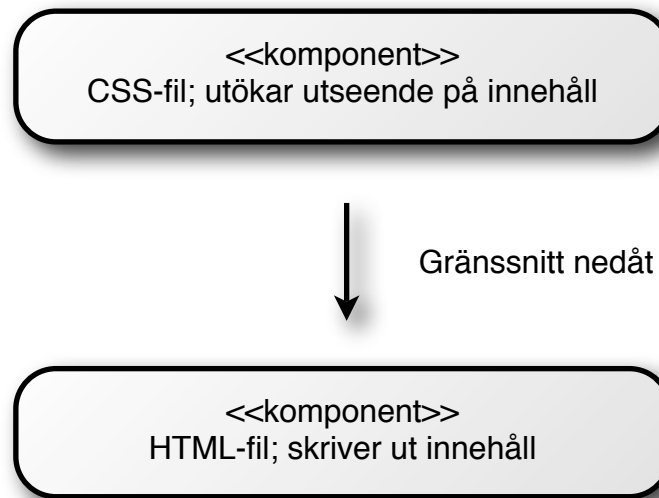 <<komponent>>
CSS-fil; utökar utseende på innehåll
Gränssnitt nedåt
<<komponent>>
HTML-fil; skriver ut innehåll